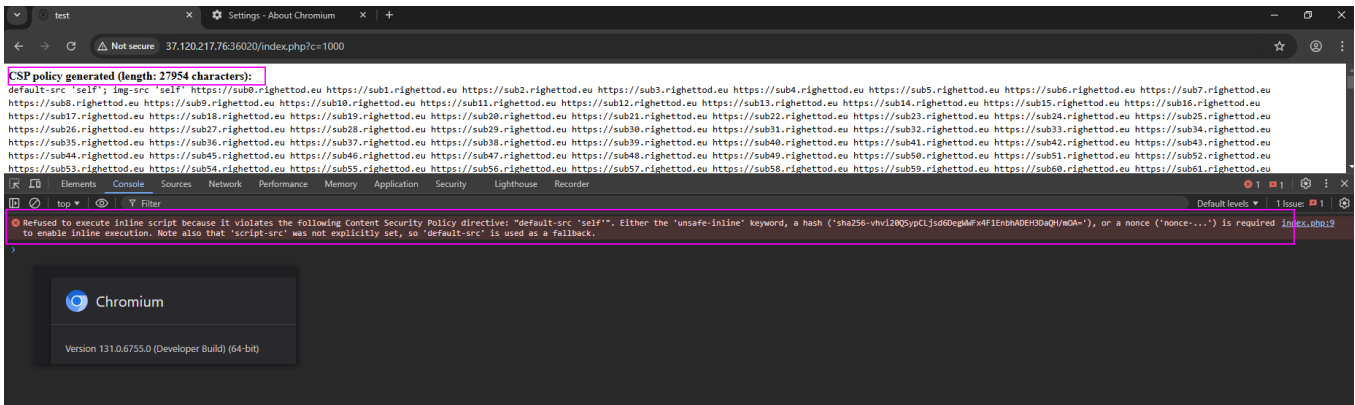 test
Settings - About Chromium
Not secure 37.120.217.76:36020/index.php?c=1000
CSP policy generated (length: 27954 characters):
default-src 'self'; img-src 'self' https://sub0.righettod.eu https://sub1.righettod.eu https://sub2.righettod.eu https://sub3.righettod.eu https://sub4.righettod.eu https://sub5.righettod.eu https://sub6.righettod.eu https://sub7.righettod.eu
https://sub8.righettod.eu https://sub9.righettod.eu https://sub10.righettod.eu https://sub11.righettod.eu https://sub12.righettod.eu https://sub13.righettod.eu https://sub14.righettod.eu https://sub15.righettod.eu https://sub16.righettod.eu
https://sub17.righettod.eu https://sub18.righettod.eu https://sub19.righettod.eu https://sub20.righettod.eu https://sub21.righettod.eu https://sub22.righettod.eu https://sub23.righettod.eu https://sub24.righettod.eu https://sub25.righettod.eu
https://sub26.righettod.eu https://sub27.righettod.eu https://sub28.righettod.eu https://sub29.righettod.eu https://sub30.righettod.eu https://sub31.righettod.eu https://sub32.righettod.eu https://sub33.righettod.eu https://sub34.righettod.eu
https://sub35.righettod.eu https://sub36.righettod.eu https://sub37.righettod.eu https://sub38.righettod.eu https://sub39.righettod.eu https://sub40.righettod.eu https://sub41.righettod.eu https://sub42.righettod.eu https://sub43.righettod.eu
https://sub44.righettod.eu https://sub45.righettod.eu https://sub46.righettod.eu https://sub47.righettod.eu https://sub48.righettod.eu https://sub49.righettod.eu https://sub50.righettod.eu https://sub51.righettod.eu https://sub52.righettod.eu
https://sub53.righettod.eu https://sub54.righettod.eu https://sub55.righettod.eu https://sub56.righettod.eu https://sub57.righettod.eu https://sub58.righettod.eu https://sub59.righettod.eu https://sub60.righettod.eu https://sub61.righettod.eu
Elements Console Sources Network Performance Memory Application Security Lighthouse Recorder 1 1
top Filter Default levels 1 Issue: 1
Refused to execute inline script because it violates the following Content Security Policy directive: "default-src 'self'". Either the 'unsafe-inline' keyword, a hash ('sha256-vhvi20QSypCLjsd6DegWWFx4F1EnbhADEH3DaQH/mOA='), or a nonce ('nonce-...') is required index.php:9
to enable inline execution. Note also that 'script-src' was not explicitly set, so 'default-src' is used as a fallback.
Chromium
Version 131.0.6755.0 (Developer Build) (64-bit)